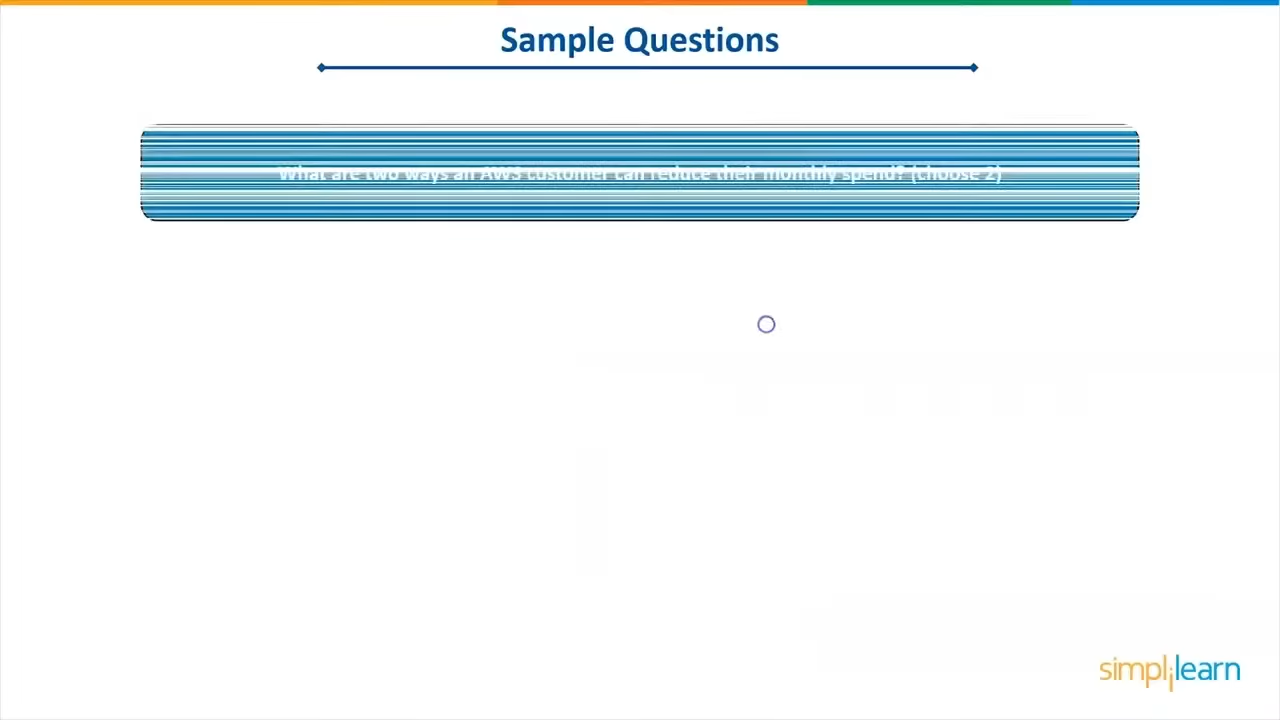 Sample Questions
What are two ways an AWS customer can reduce their monthly spend? (choose 2)
simplilearn